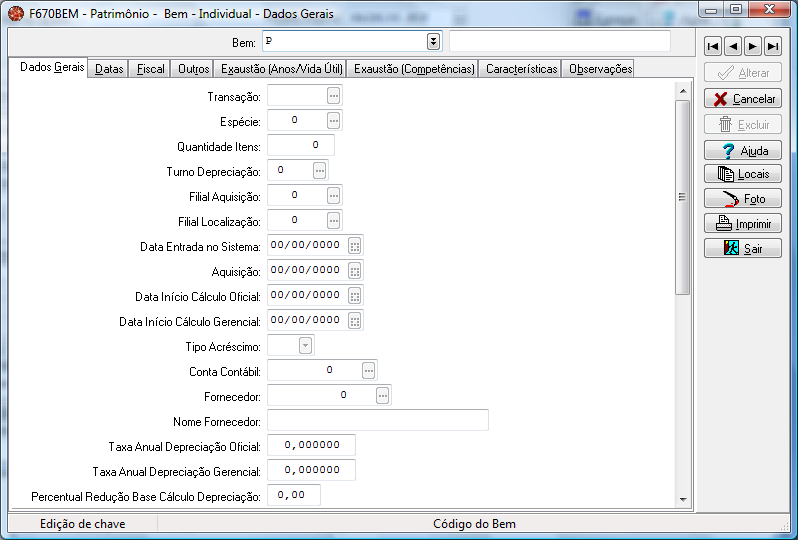 F670BEM - Patrimônio - Bem - Individual - Dados Gerais
Bem: P
Dados Gerais Datas Fiscal Outros Exaustão (Anos/Vida Útil) Exaustão (Competências) Características Observações
Transação:
Espécie: 0
Quantidade Itens: 0
Turno Depreciação: 0
Filial Aquisição: 0
Filial Localização: 0
Data Entrada no Sistema: 00/00/0000
Aquisição: 00/00/0000
Data Início Cálculo Oficial: 00/00/0000
Data Início Cálculo Gerencial: 00/00/0000
Tipo Acréscimo:
Conta Contábil: 0
Fornecedor: 0
Nome Fornecedor:
Taxa Anual Depreciação Oficial: 0,000000
Taxa Anual Depreciação Gerencial: 0,000000
Percentual Redução Base Cálculo Depreciação: 0,00
Alterar
Cancelar
Excluir
Ajuda
Locais
Foto
Imprimir
Sair
Edição de chave
Código do Bem